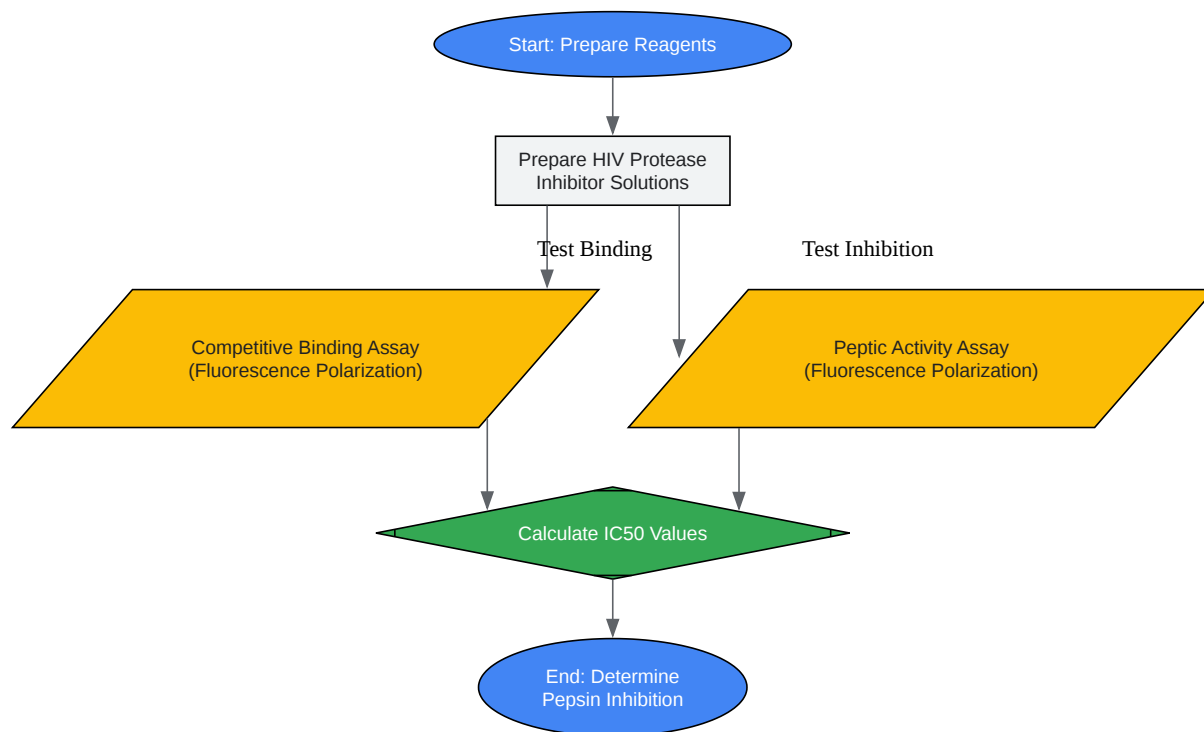 Start: Prepare Reagents
Prepare HIV Protease
Inhibitor Solutions
Test Binding
Test Inhibition
Competitive Binding Assay
(Fluorescence Polarization)
Peptic Activity Assay
(Fluorescence Polarization)
Calculate IC50 Values
End: Determine
Pepsin Inhibition